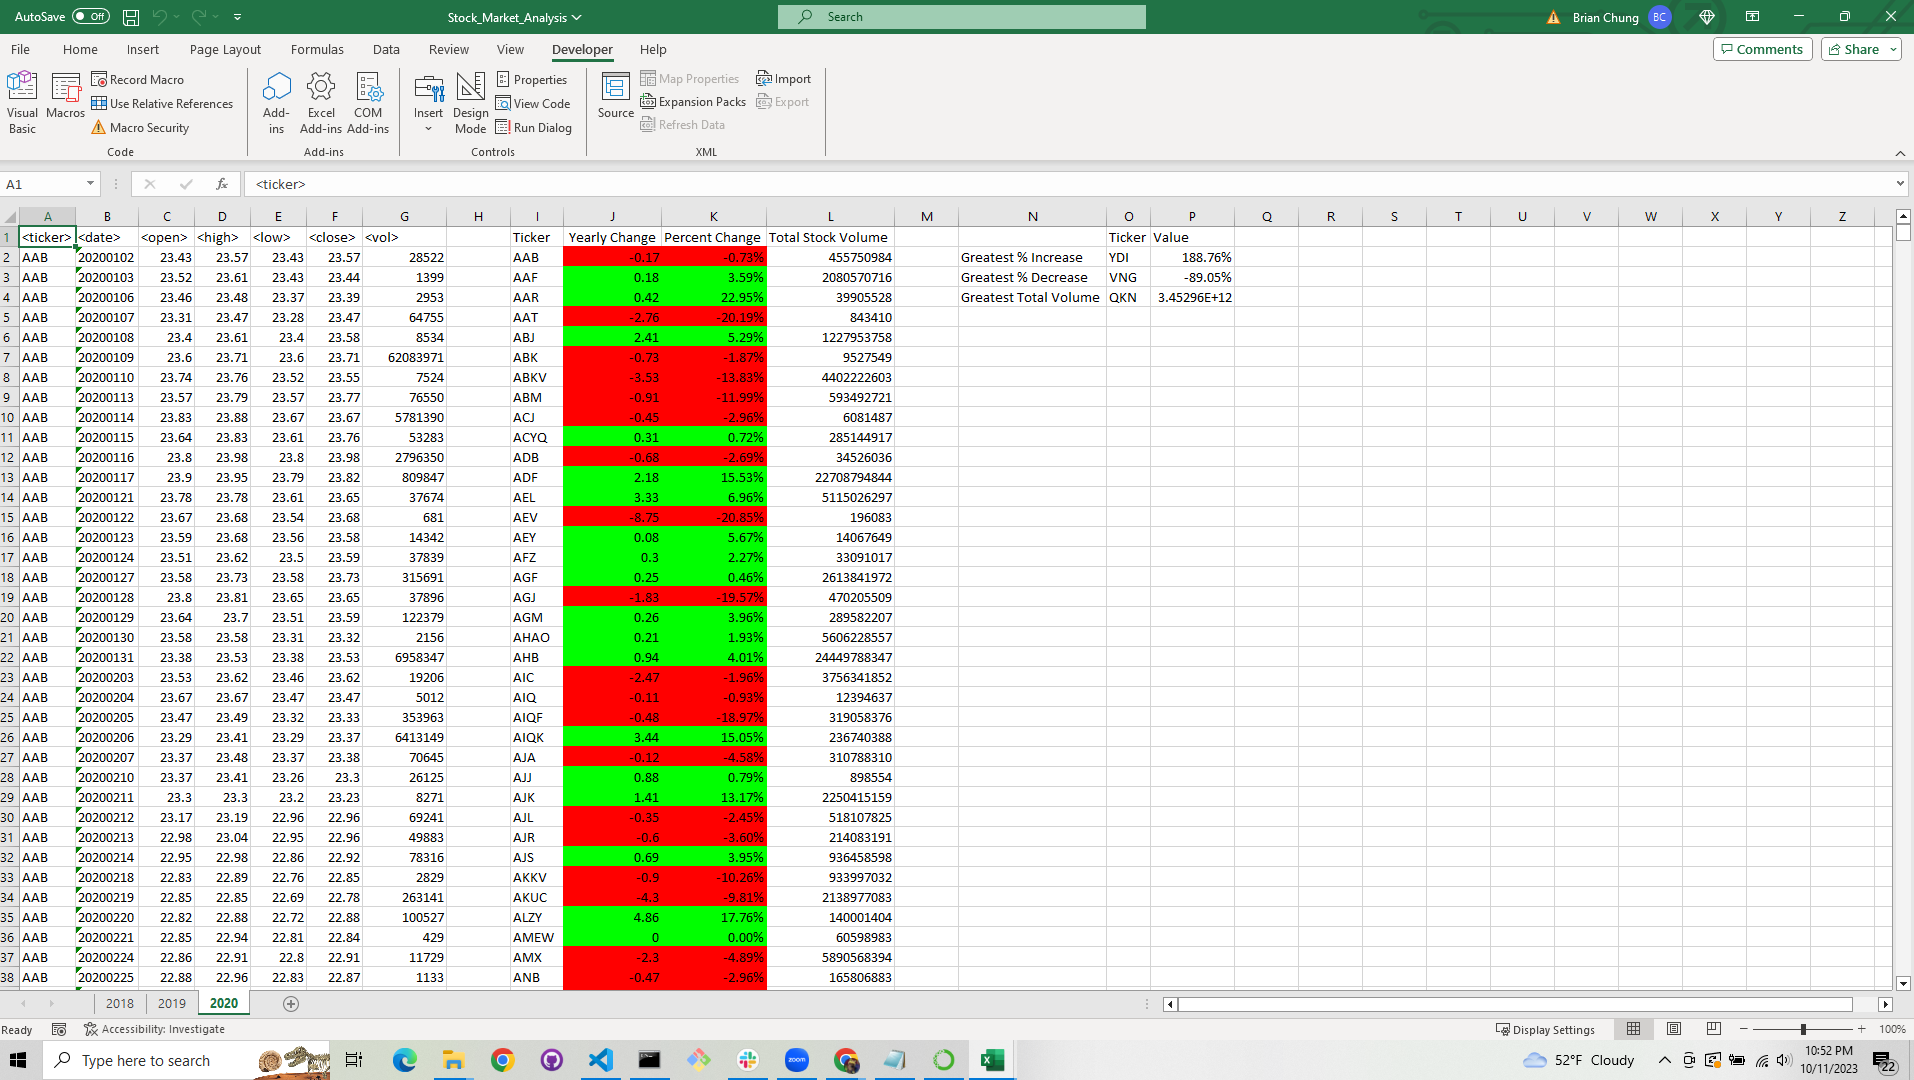 AutoSave Off Stock_Market_Analysis Search Brian Chung BC
File Home Insert Page Layout Formulas Data Review View Developer Help Comments Share
Visual Basic
Macros
Record Macro
Use Relative References
Macro Security
Code
Add-ins
Excel Add-ins
COM Add-ins
Add-ins
Insert
Design Mode
Properties
View Code
Run Dialog
Controls
Source
Map Properties
Expansion Packs
Refresh Data
Import
Export
XML
A1 fx <ticker>
A B C D E F G H I J K L M N O P Q R S T U V W X Y Z
1 <ticker> <date> <open> <high> <low> <close> <vol> Ticker Yearly Change Percent Change Total Stock Volume Ticker Value
2 AAB 20200102 23.43 23.57 23.43 23.57 28522 AAB -0.17 -0.73% 455750984 Greatest % Increase YDI 188.76%
3 AAB 20200103 23.52 23.61 23.43 23.44 1399 AAF 0.18 3.59% 2080570716 Greatest % Decrease VNG -89.05%
4 AAB 20200106 23.46 23.48 23.37 23.39 2953 AAR 0.42 22.95% 39905528 Greatest Total Volume QKN 3.45296E+12
5 AAB 20200107 23.31 23.47 23.28 23.47 64755 AAT -2.76 -20.19% 843410
6 AAB 20200108 23.4 23.61 23.4 23.58 8534 ABJ 2.41 5.29% 1227953758
7 AAB 20200109 23.6 23.71 23.6 23.71 62083971 ABK -0.73 -1.87% 9527549
8 AAB 20200110 23.74 23.76 23.52 23.55 7524 ABKV -3.53 -13.83% 4402222603
9 AAB 20200113 23.57 23.79 23.57 23.77 76550 ABM -0.91 -11.99% 593492721
10 AAB 20200114 23.83 23.88 23.67 23.67 5781390 ACJ -0.45 -2.96% 6081487
11 AAB 20200115 23.64 23.83 23.61 23.76 53283 ACYQ 0.31 0.72% 285144917
12 AAB 20200116 23.8 23.98 23.8 23.98 2796350 ADB -0.68 -2.69% 34526036
13 AAB 20200117 23.9 23.95 23.79 23.82 809847 ADF 2.18 15.53% 22708794844
14 AAB 20200121 23.78 23.78 23.61 23.65 37674 AEL 3.33 6.96% 5115026297
15 AAB 20200122 23.67 23.68 23.54 23.68 681 AEV -8.75 -20.85% 196083
16 AAB 20200123 23.59 23.68 23.56 23.58 14342 AEY 0.08 5.67% 14067649
17 AAB 20200124 23.51 23.62 23.5 23.59 37839 AFZ 0.3 2.27% 33091017
18 AAB 20200127 23.58 23.73 23.58 23.73 315691 AGF 0.25 0.46% 2613841972
19 AAB 20200128 23.8 23.81 23.65 23.65 37896 AGJ -1.83 -19.57% 470205509
20 AAB 20200129 23.64 23.7 23.51 23.59 122379 AGM 0.26 3.96% 289582207
21 AAB 20200130 23.58 23.58 23.31 23.32 2156 AHAO 0.21 1.93% 5606228557
22 AAB 20200131 23.38 23.53 23.38 23.53 6958347 AHB 0.94 4.01% 24449788347
23 AAB 20200203 23.53 23.62 23.46 23.62 19206 AIC -2.47 -1.96% 3756341852
24 AAB 20200204 23.67 23.67 23.47 23.47 5012 AIQ -0.11 -0.93% 12394637
25 AAB 20200205 23.47 23.49 23.32 23.33 353963 AIQF -0.48 -18.97% 319058376
26 AAB 20200206 23.29 23.41 23.29 23.37 6413149 AIQK 3.44 15.05% 236740388
27 AAB 20200207 23.37 23.48 23.37 23.38 70645 AJA -0.12 -4.58% 310788310
28 AAB 20200210 23.37 23.41 23.26 23.3 26125 AJJ 0.88 0.79% 898554
29 AAB 20200211 23.3 23.3 23.2 23.23 8271 AJK 1.41 13.17% 2250415159
30 AAB 20200212 23.17 23.19 22.96 22.96 69241 AJL -0.35 -2.45% 518107825
31 AAB 20200213 22.98 23.04 22.95 22.96 49883 AJR -0.6 -3.60% 214083191
32 AAB 20200214 22.95 22.98 22.86 22.92 78316 AJS 0.69 3.95% 936458598
33 AAB 20200218 22.83 22.89 22.76 22.85 2829 AKKV -0.9 -10.26% 933997032
34 AAB 20200219 22.85 22.85 22.69 22.78 263141 AKUC -4.3 -9.81% 2138977083
35 AAB 20200220 22.82 22.88 22.72 22.88 100527 ALZY 4.86 17.76% 140001404
36 AAB 20200221 22.85 22.94 22.81 22.84 429 AMEW 0 0.00% 60598983
37 AAB 20200224 22.86 22.91 22.8 22.91 11729 AMX -2.3 -4.89% 5890568394
38 AAB 20200225 22.88 22.96 22.83 22.87 1133 ANB -0.47 -2.96% 165806883
2018 2019 2020
Ready Accessibility: Investigate Display Settings 100%
Type here to search zoom 52°F Cloudy 10:52 PM
10/11/2023 22